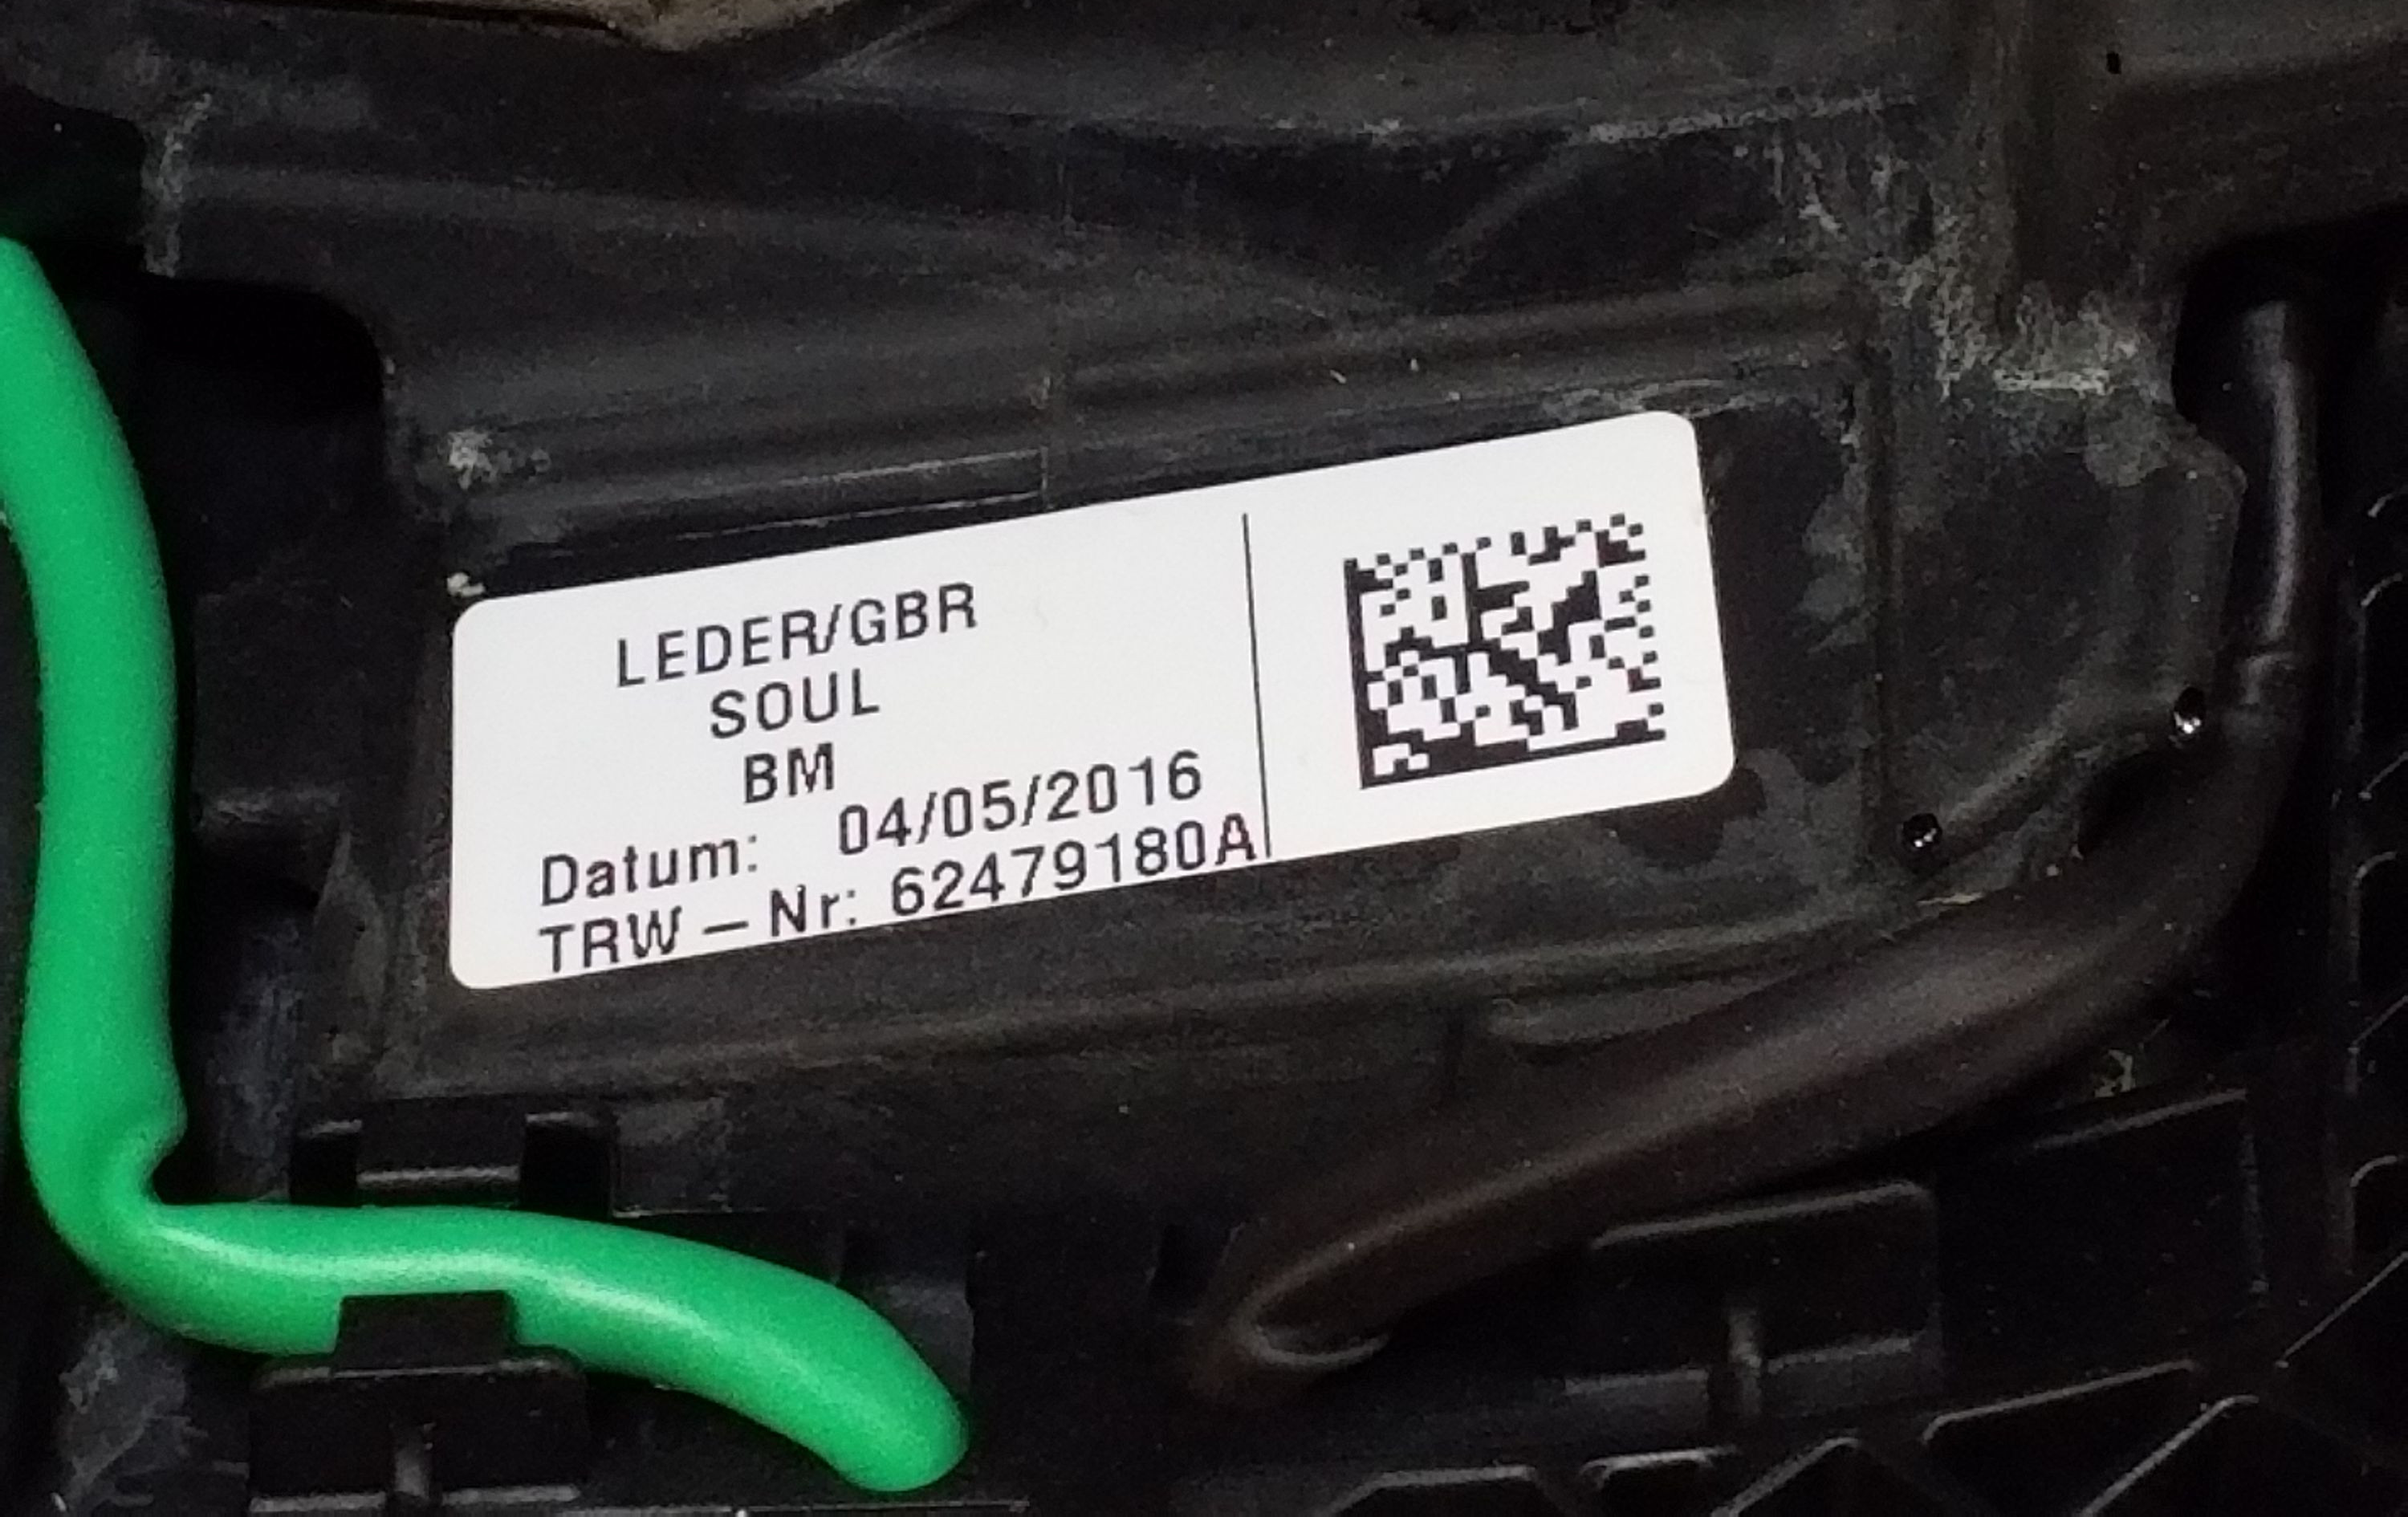 LEDER/GBR
SOUL
BM
Datum: 04/05/2016
TRW – Nr: 62479180A